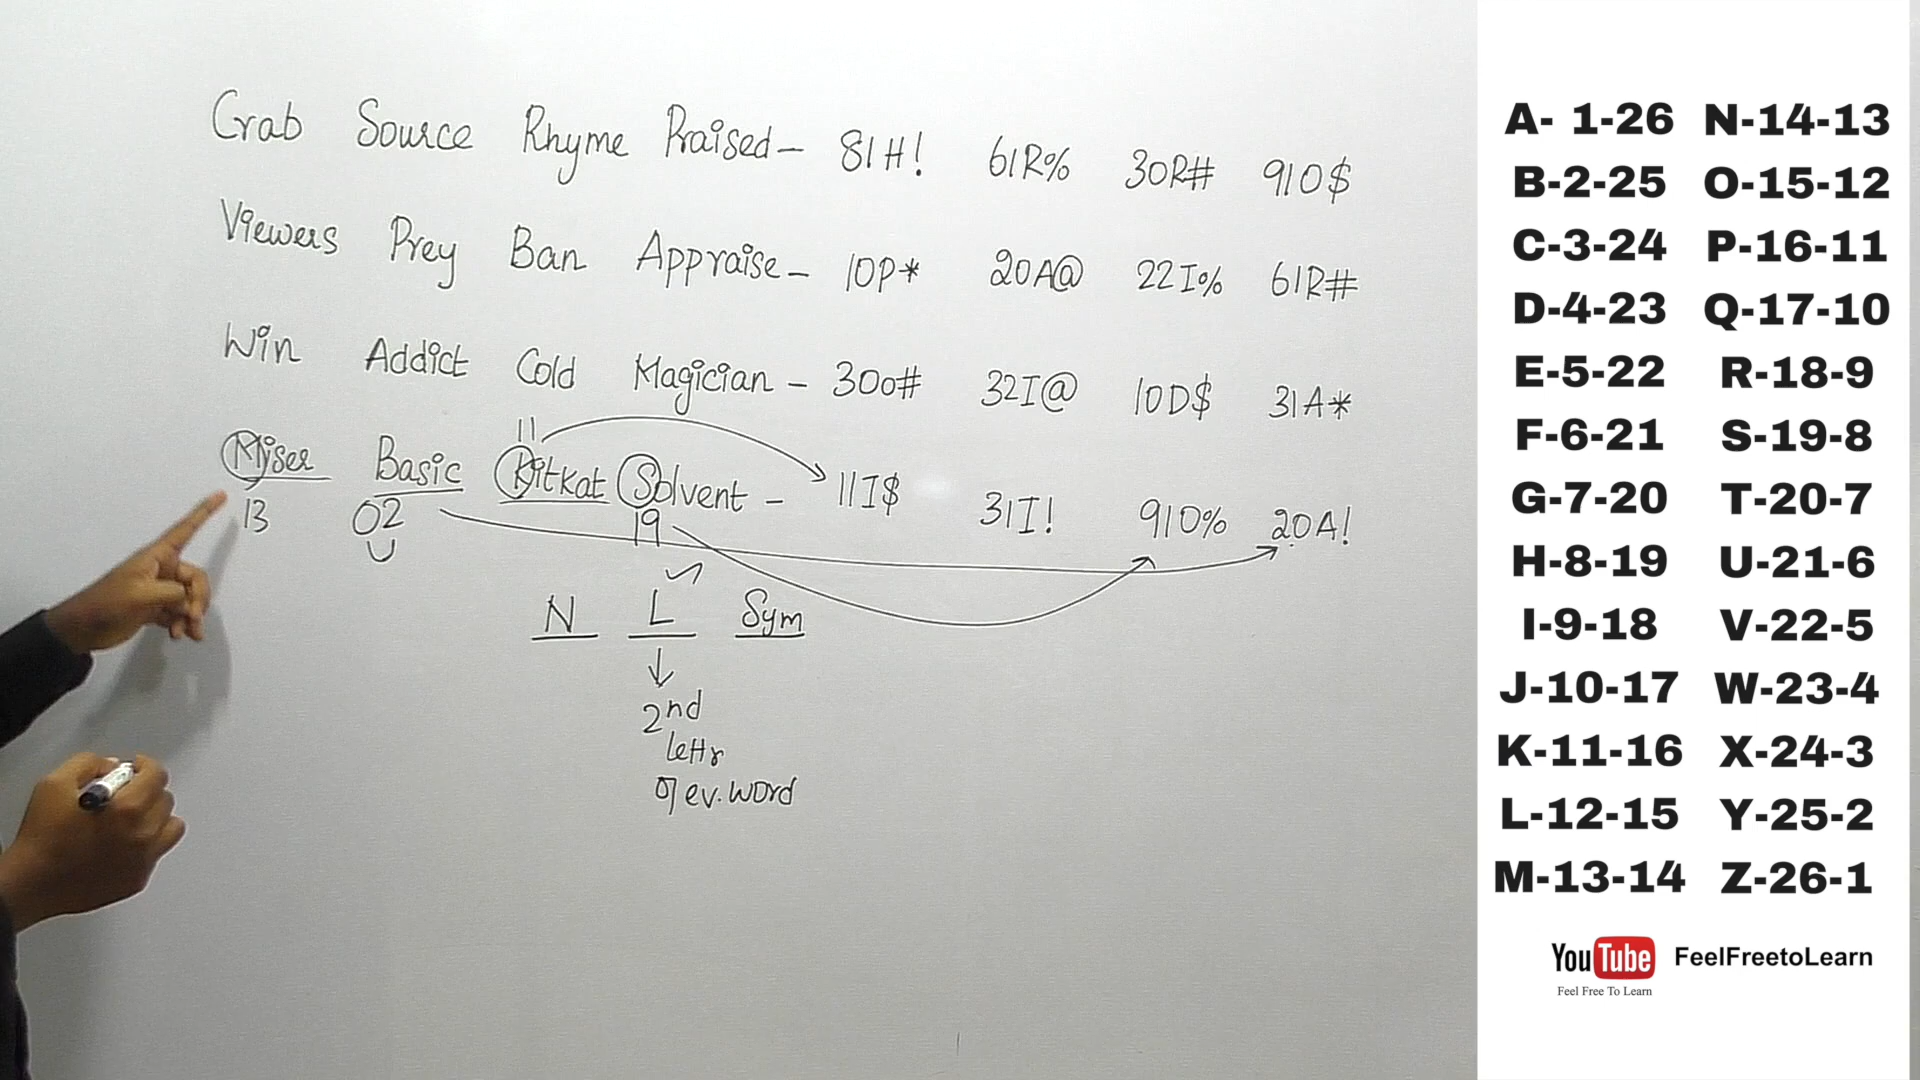 Crab Source Rhyme Praised - 81H! 61R% 30R# 910$
Viewers Prey Ban Appraise - 10P* 20A@ 22I% 61R#
Win Addict Cold Magician - 30o# 32I@ 10D$ 31A*
11
Miser Basic Kitkat Solvent - 11I$ 31I! 910% 20A!
13 02 19
N L Sym
2nd
lettr
of ev. word
A- 1-26 N-14-13
B-2-25 O-15-12
C-3-24 P-16-11
D-4-23 Q-17-10
E-5-22 R-18-9
F-6-21 S-19-8
G-7-20 T-20-7
H-8-19 U-21-6
I-9-18 V-22-5
J-10-17 W-23-4
K-11-16 X-24-3
L-12-15 Y-25-2
M-13-14 Z-26-1
YouTube FeelFreetoLearn
Feel Free To Learn